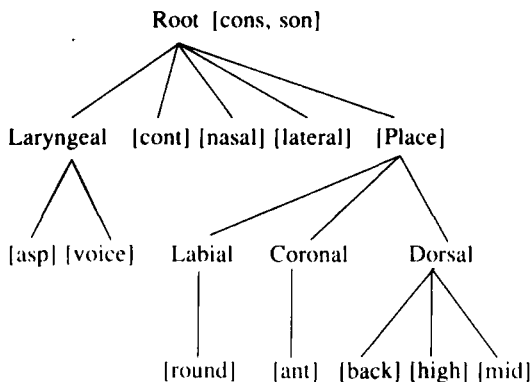 Root [cons, son]
Laryngeal [cont] [nasal] [lateral] [Place]
[asp] [voice] Labial Coronal Dorsal
[round] [ant] [back] [high] [mid]